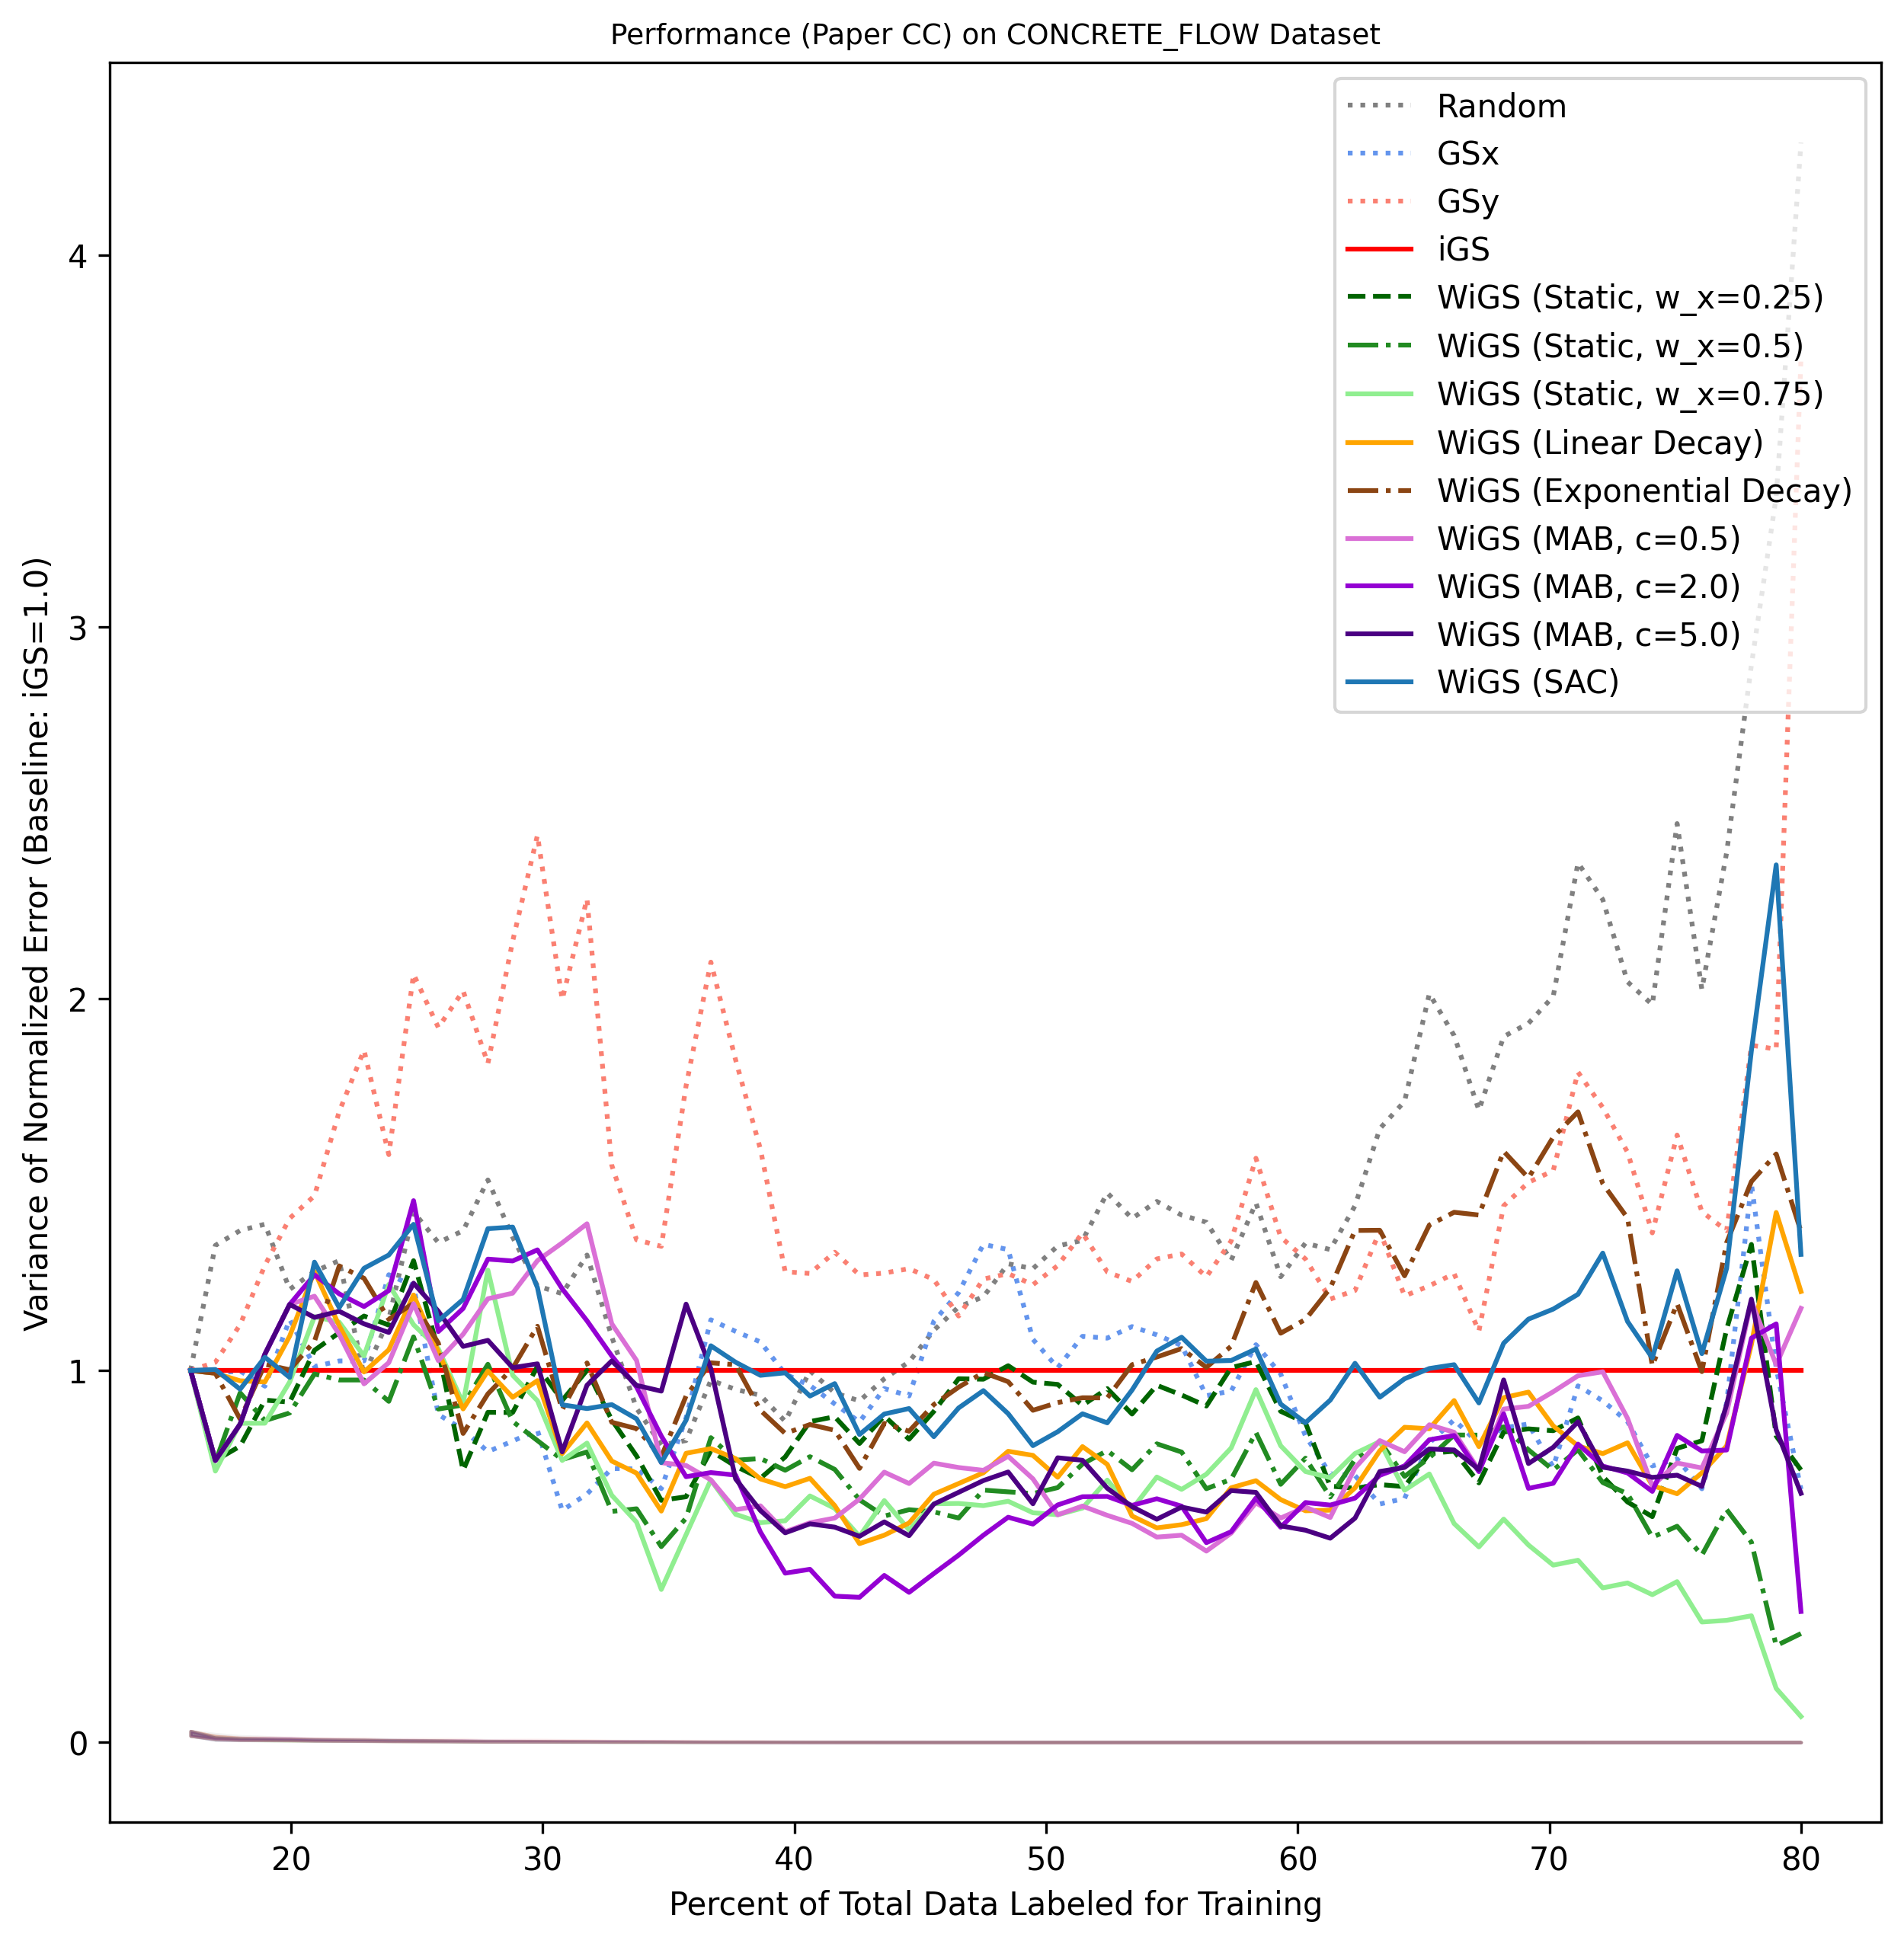 Performance (Paper CC) on CONCRETE_FLOW Dataset
Variance of Normalized Error (Baseline: iGS=1.0)
4
3
2
1
0
Random
GSx
GSy
iGS
WiGS (Static, w_x=0.25)
WiGS (Static, w_x=0.5)
WiGS (Static, w_x=0.75)
WiGS (Linear Decay)
WiGS (Exponential Decay)
WiGS (MAB, c=0.5)
WiGS (MAB, c=2.0)
WiGS (MAB, c=5.0)
WiGS (SAC)
20 30 40 50 60 70 80
Percent of Total Data Labeled for Training